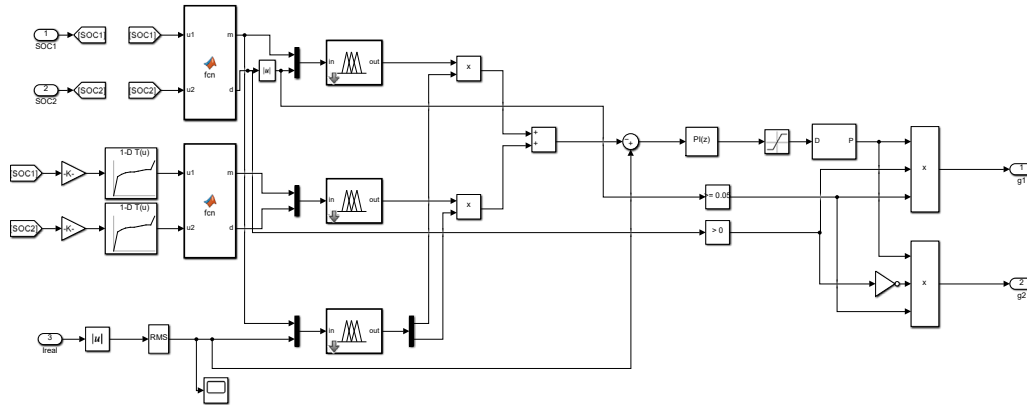 1
SOC1
[SOC1]
[SOC1]
u1
m
fcn
u2
d
|u|
in
out
x
2
SOC2
[SOC2]
[SOC2]
+
+
-
+
PI(z)
D
P
x
1
g1
[SOC1]
-K-
1-D T(u)
u1
m
fcn
u2
d
in
out
x
[SOC2]
-K-
1-D T(u)
>= 0.05
> 0
x
2
g2
in
out
3
Ireal
|u|
RMS